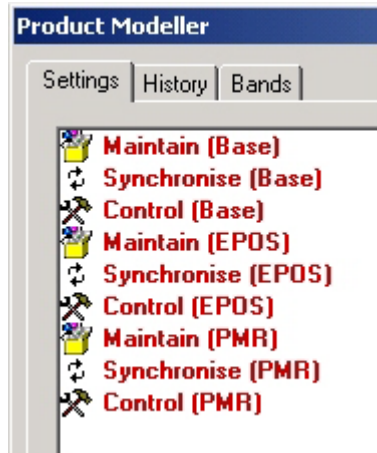 Product Modeller
Settings History Bands
Maintain (Base)
Synchronise (Base)
Control (Base)
Maintain (EPOS)
Synchronise (EPOS)
Control (EPOS)
Maintain (PMR)
Synchronise (PMR)
Control (PMR)